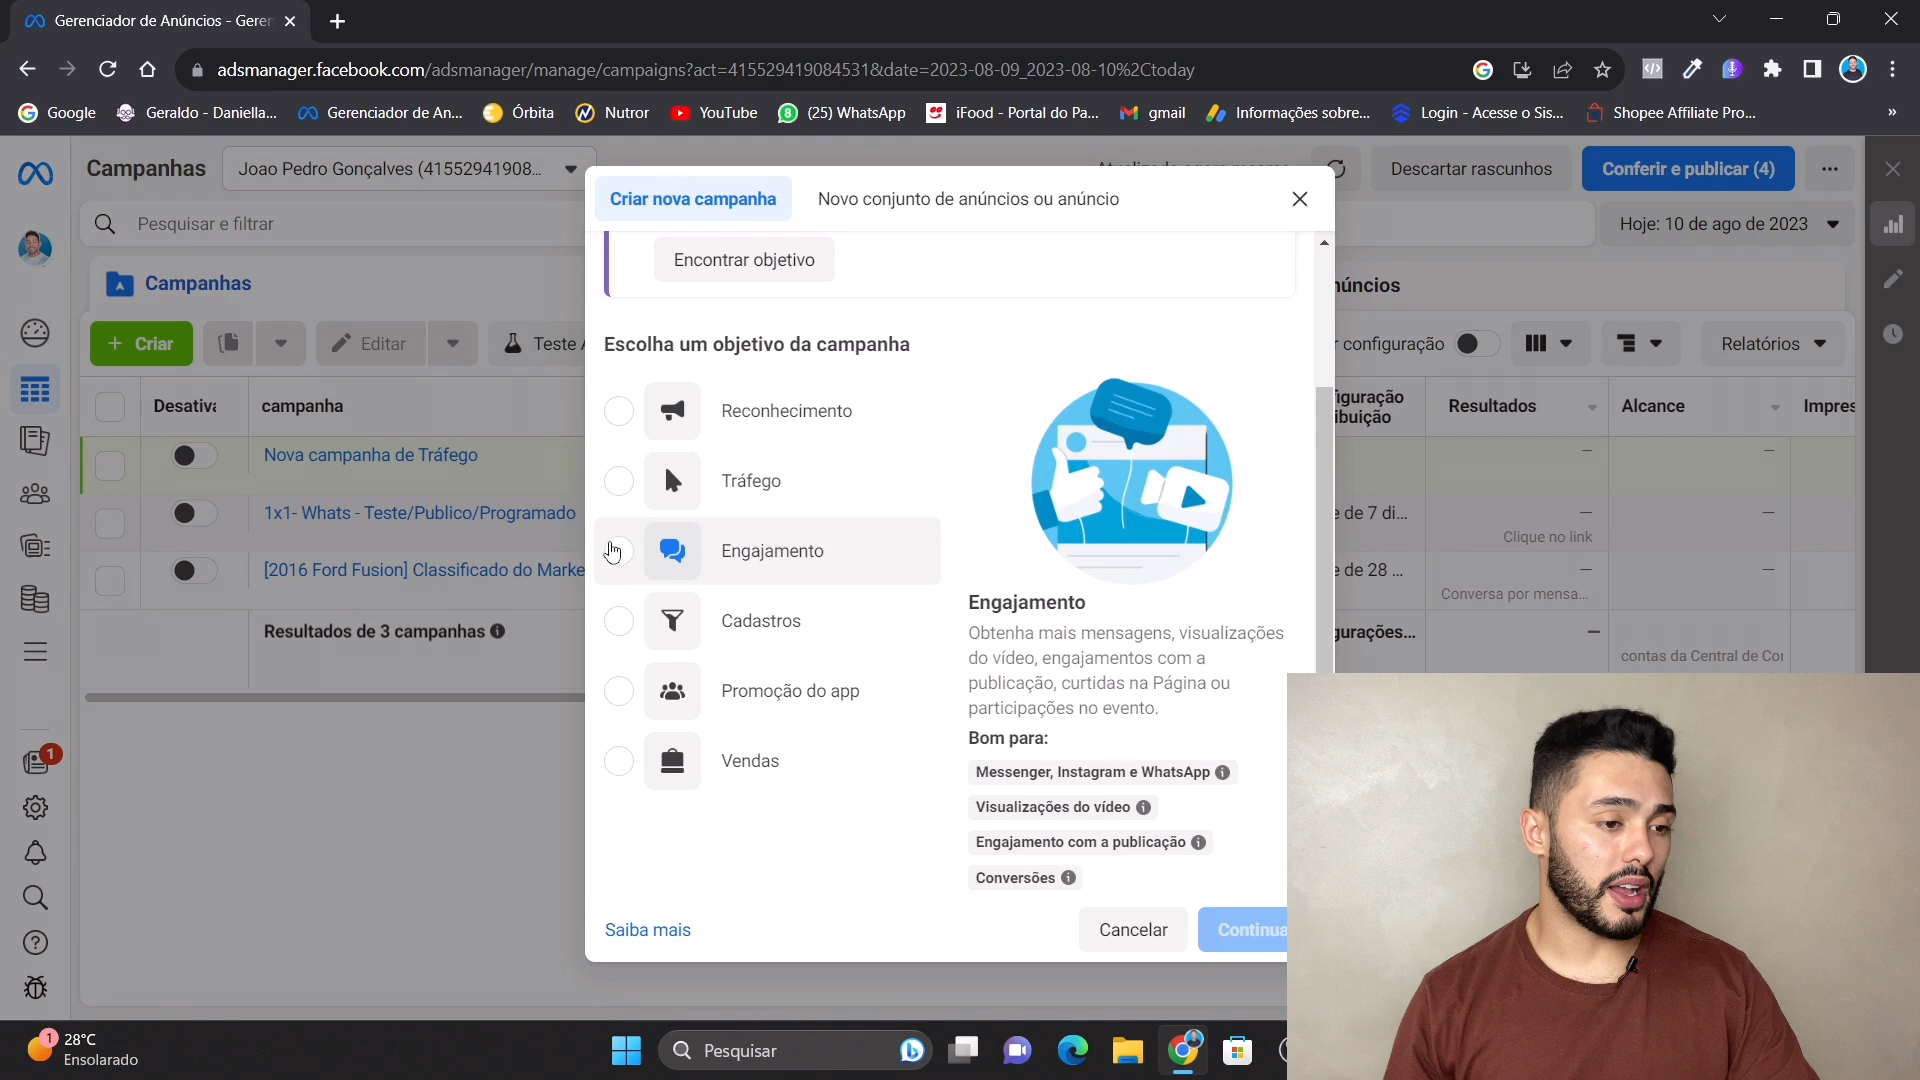 Gerenciador de Anúncios - Geren
adsmanager.facebook.com/adsmanager/manage/campaigns?act=415529419084531&date=2023-08-09_2023-08-10%2Ctoday
Google
Geraldo - Daniella...
Gerenciador de An...
Órbita
Nutror
YouTube
(25) WhatsApp
iFood - Portal do Pa...
gmail
Informações sobre...
Login - Acesse o Sis...
Shopee Affiliate Pro...
»
Campanhas
Joao Pedro Gonçalves (41552941908...
Descartar rascunhos
Conferir e publicar (4)
Pesquisar e filtrar
Hoje: 10 de ago de 2023
Campanhas
núncios
+ Criar
Editar
Teste A
r configuração
Relatórios
Desativa
campanha
iguração
ibuição
Resultados
Alcance
Impres
Nova campanha de Tráfego
—
—
1x1- Whats - Teste/Publico/Programado
e de 7 di...
—
—
Clique no link
[2016 Ford Fusion] Classificado do Marke
e de 28 ...
—
—
Conversa por mensa...
Resultados de 3 campanhas
gurações...
—
contas da Central de Co
Criar nova campanha
Novo conjunto de anúncios ou anúncio
Encontrar objetivo
Escolha um objetivo da campanha
Reconhecimento
Tráfego
Engajamento
Cadastros
Promoção do app
Vendas
Engajamento
Obtenha mais mensagens, visualizações
do vídeo, engajamentos com a
publicação, curtidas na Página ou
participações no evento.
Bom para:
Messenger, Instagram e WhatsApp
Visualizações do vídeo
Engajamento com a publicação
Conversões
Saiba mais
Cancelar
Continua
1
1
28°C
Ensolarado
Pesquisar